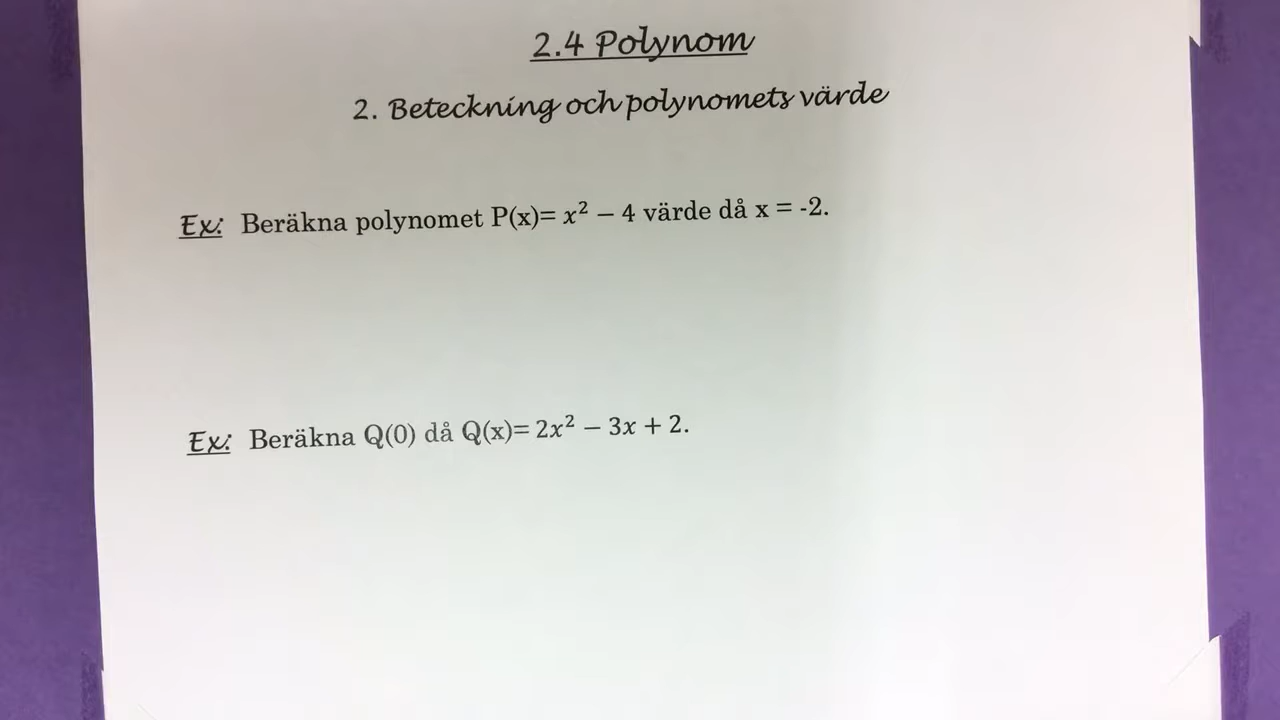 2.4 Polynom
2. Beteckning och polynomets värde
Ex: Beräkna polynomet P(x)= x² – 4 värde då x = -2.
Ex: Beräkna Q(0) då Q(x)= 2x² – 3x + 2.